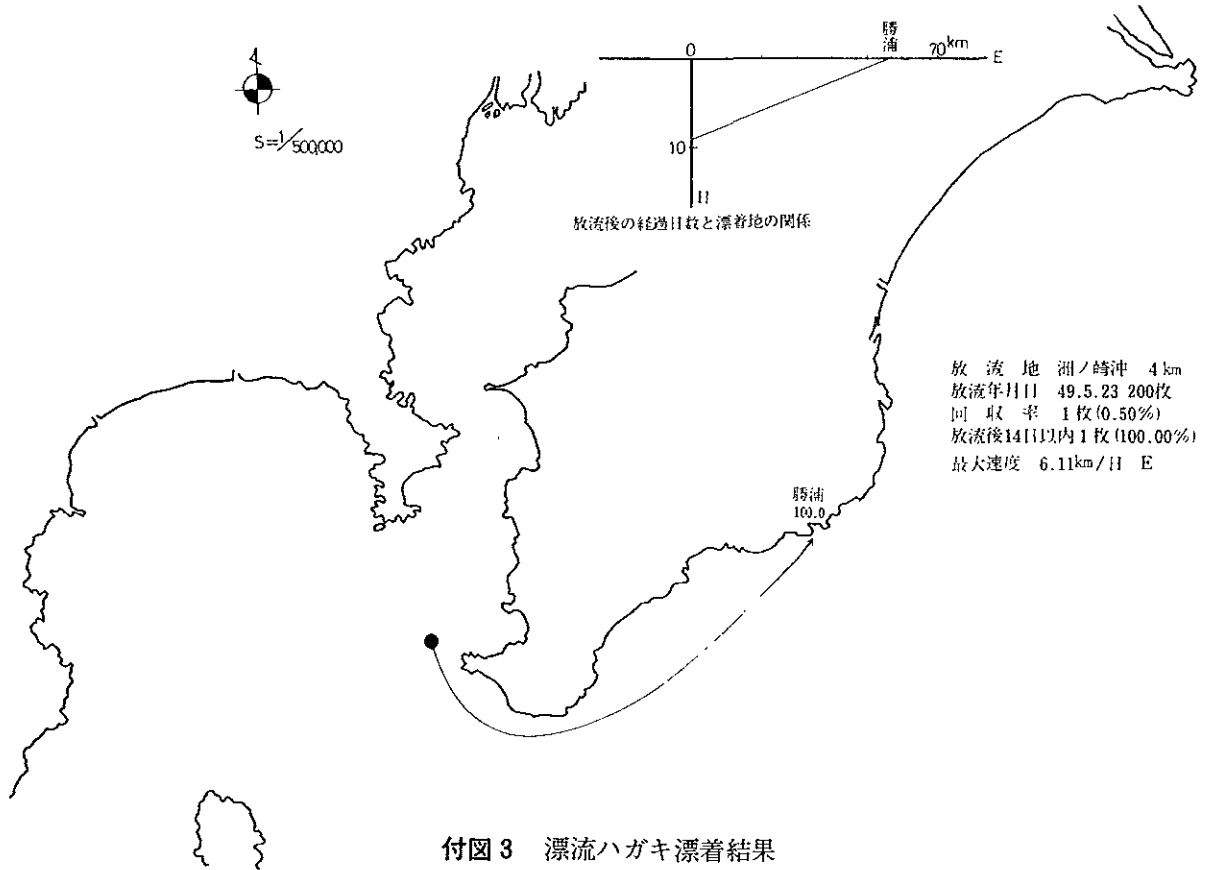 S=1/500,000
0
勝浦
70km
E
10
日
放流後の経過日数と漂着地の関係
放流地 洲ノ崎沖 4km
放流年月日 49.5.23 200枚
回収率 1枚(0.50%)
放流後14日以内1枚(100.00%)
最大速度 6.11km/日 E
勝浦
100.0
付図3 漂流ハガキ漂着結果